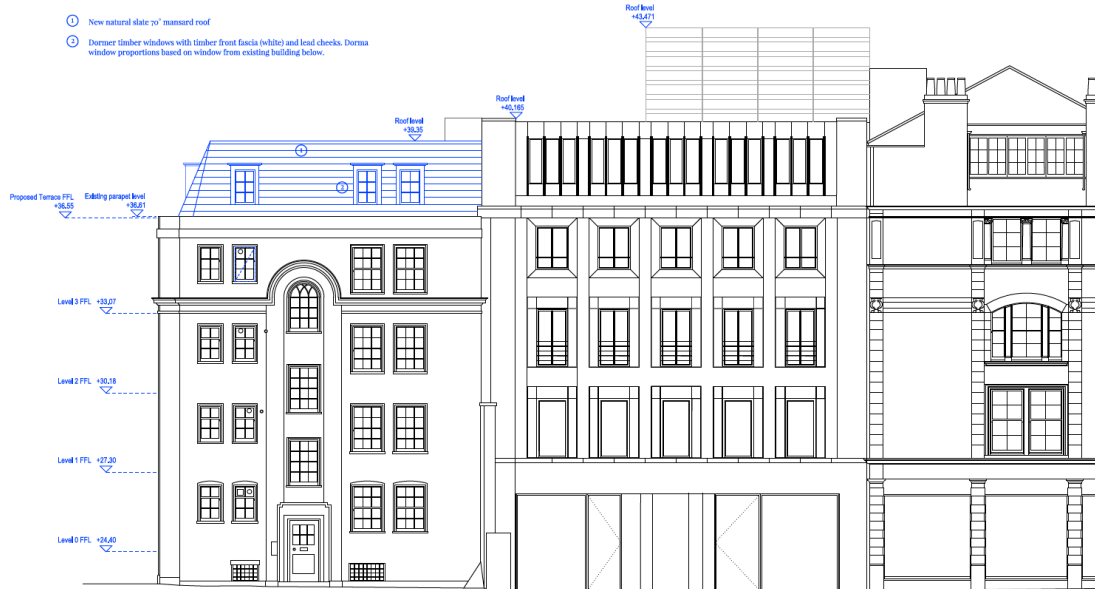 1 New natural slate 70° mansard roof
2 Dormer timber windows with timber front fascia (white) and lead cheeks. Dorma
window proportions based on window from existing building below.
Roof level
+43.471
Roof level
+40.165
Roof level
+39.35
1
2
Proposed Terrace FFL
+36.55
Existing parapet level
+36.61
Level 3 FFL +33.07
Level 2 FFL +30.18
Level 1 FFL +27.30
Level 0 FFL +24.40